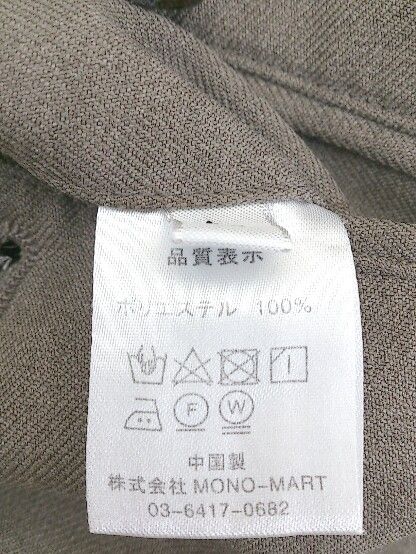 品質表示
ポリエステル 100%
F W
中国製
株式会社 MONO-MART
03-6417-0682